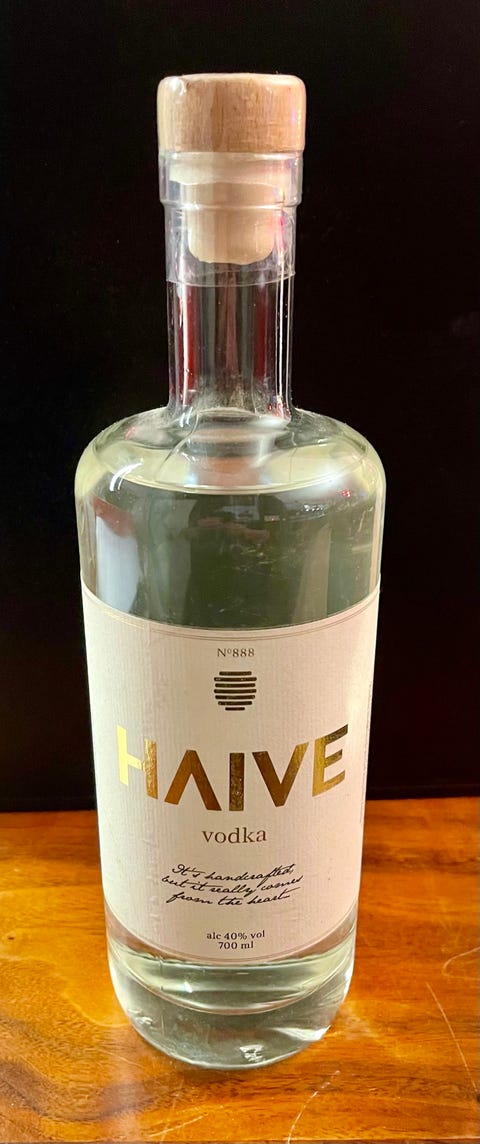 Nº888
HAIVE
vodka
It's handcrafted,
but it really comes
from the heart...
alc 40% vol
700 ml